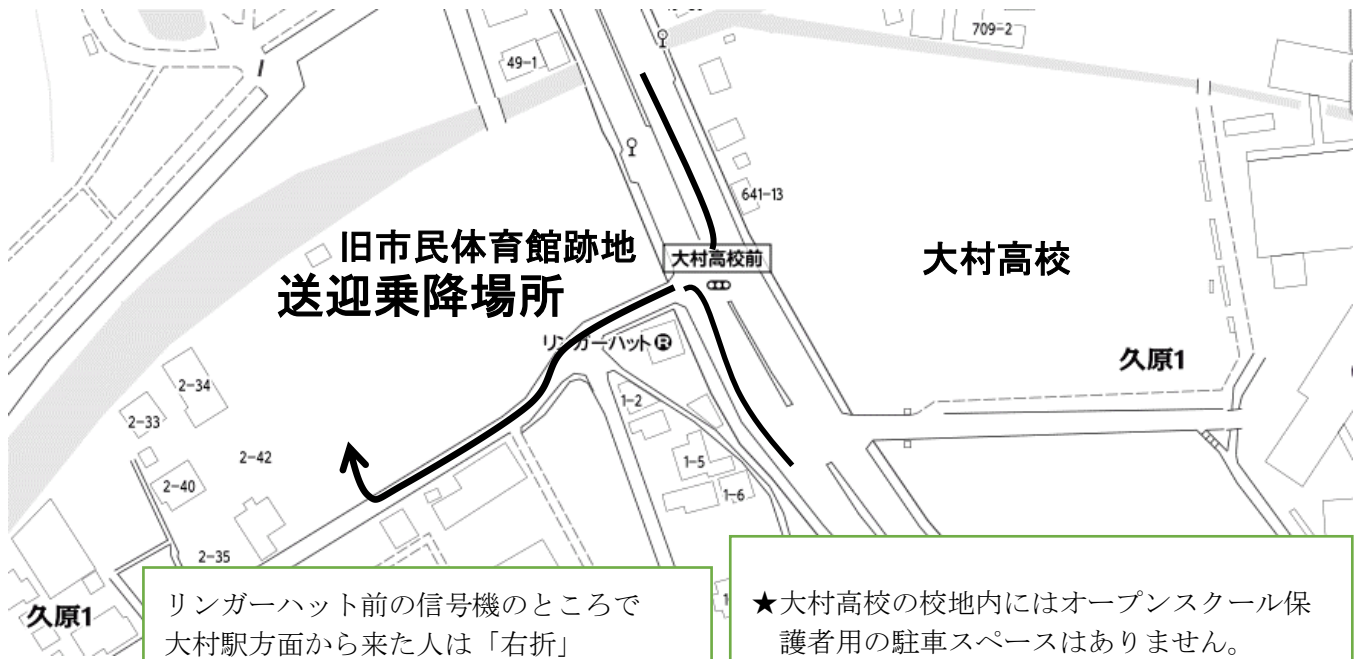 709-2
49-1
641-13
旧市民体育館跡地
送迎乗降場所
大村高校前
大村高校
リンガーハット
R
久原1
2-34
2-33
2-42
2-40
2-35
1-2
1-5
1-6
久原1
リンガーハット前の信号機のところで
大村駅方面から来た人は「右折」
★大村高校の校地内にはオープンスクール保
護者用の駐車スペースはありません。